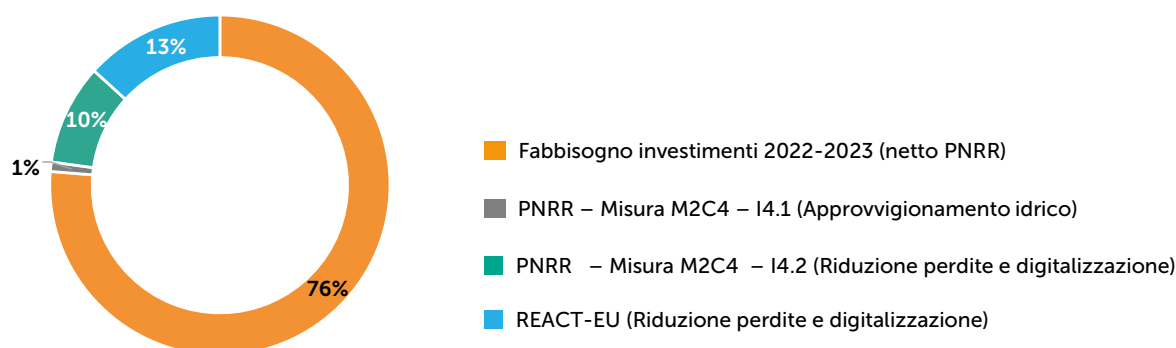 13%
10%
1%
76%
Fabbisogno investimenti 2022-2023 (netto PNRR)
PNRR – Misura M2C4 – I4.1 (Approvvigionamento idrico)
PNRR – Misura M2C4 – I4.2 (Riduzione perdite e digitalizzazione)
REACT-EU (Riduzione perdite e digitalizzazione)